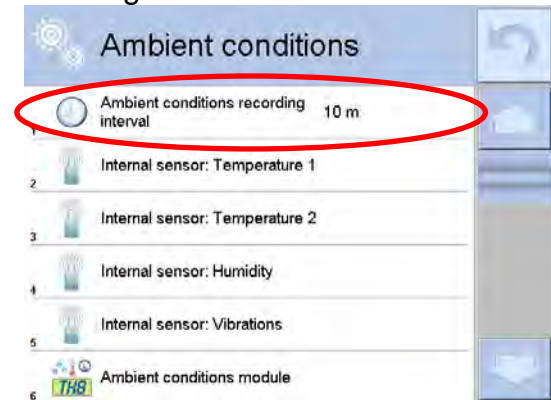 Ambient conditions
Ambient conditions recording
interval
10 m
1
Internal sensor: Temperature 1
2
Internal sensor: Temperature 2
3
Internal sensor: Humidity
4
Internal sensor: Vibrations
5
THB
Ambient conditions module
6